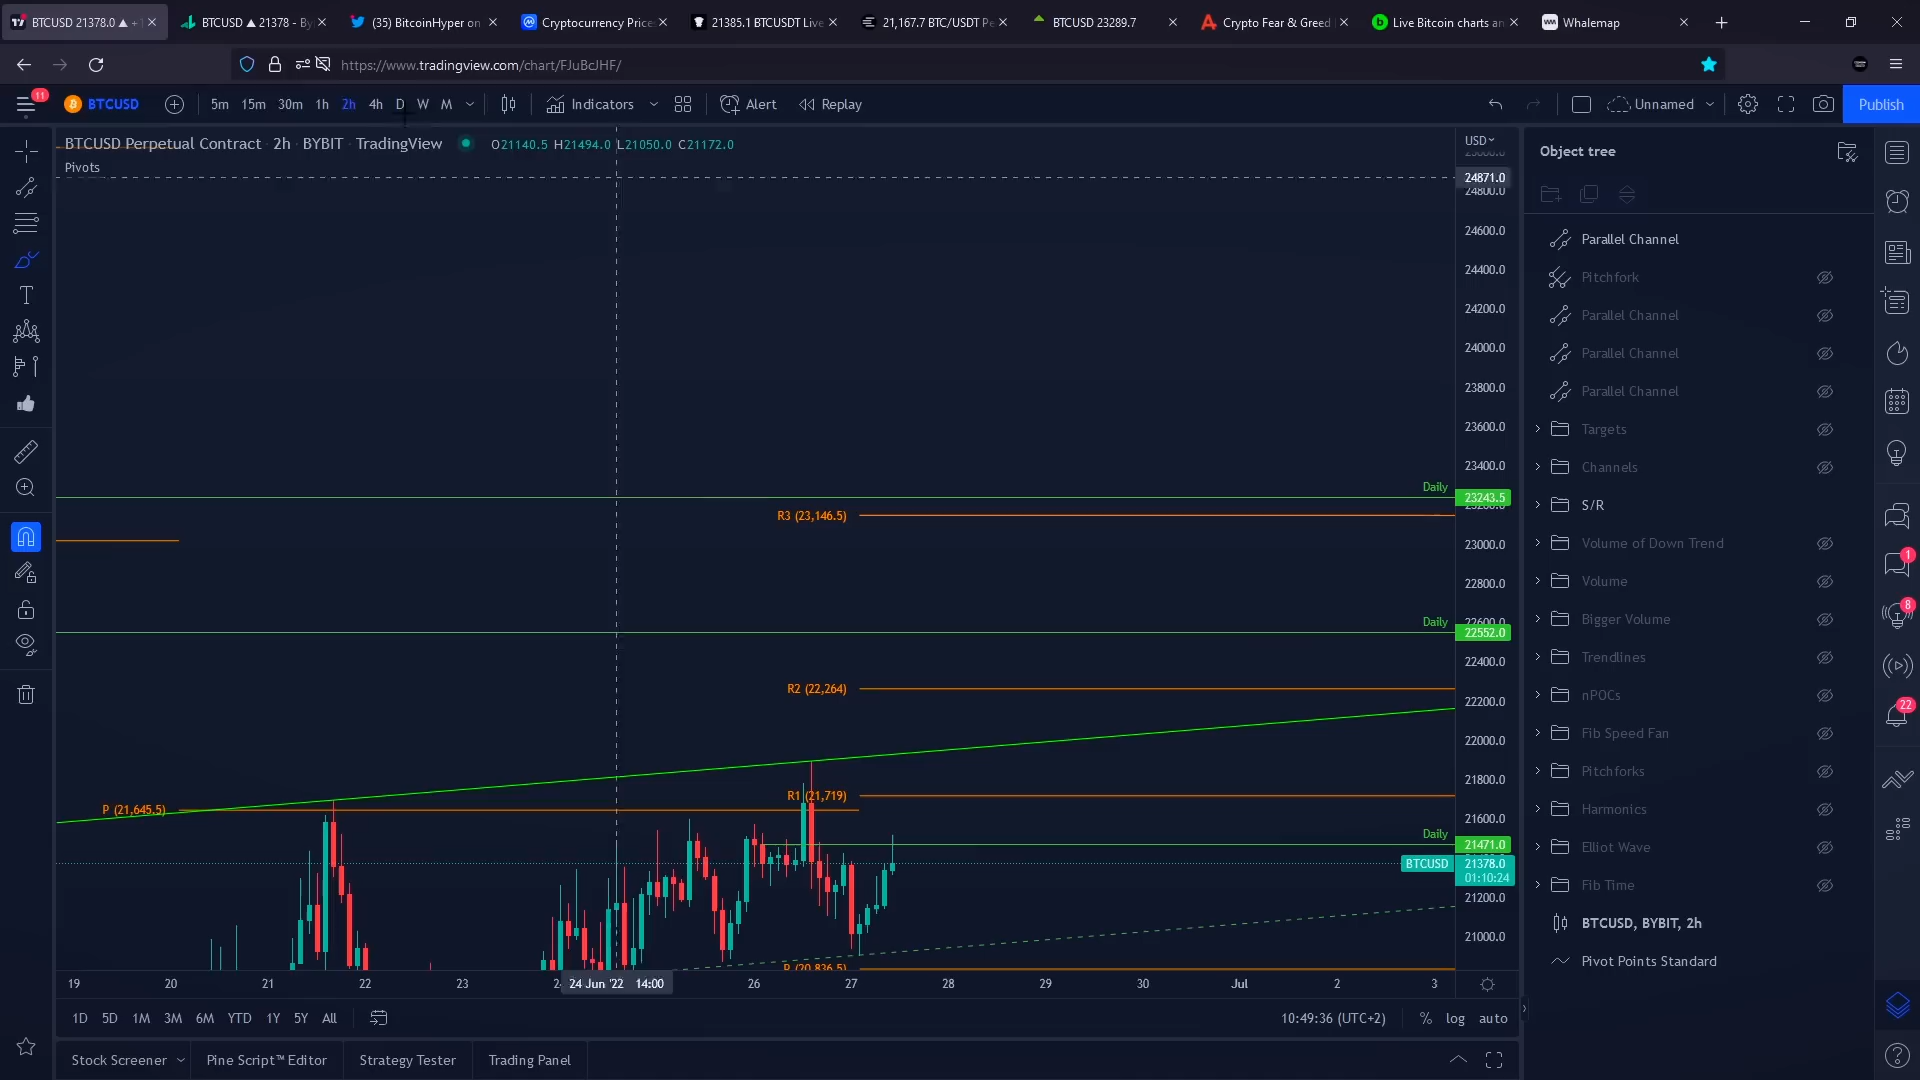 BTCUSD 21378.0 ▲ + 1
BTCUSD ▲ 21378 - By
(35) BitcoinHyper on
Cryptocurrency Price
21385.1 BTCUSDT Live
21,167.7 BTC/USDT Pe
BTCUSD 23289.7
Crypto Fear & Greed
Live Bitcoin charts an
Whalemap
https://www.tradingview.com/chart/FJuBcJHF/
11
BTCUSD
5m 15m 30m 1h 2h 4h D W M
Indicators
Alert
Replay
Unnamed
Publish
BTCUSD Perpetual Contract · 2h · BYBIT · TradingView
O21140.5 H21494.0 L21050.0 C21172.0
Pivots
USD
24871.0
24800.0
24600.0
24400.0
24200.0
24000.0
23800.0
23600.0
23400.0
Daily 23243.5
R3 (23,146.5)
23000.0
22800.0
Daily 22552.0
22400.0
R2 (22,264)
22200.0
22000.0
21800.0
R1 (21,719)
P (21,645.5)
21600.0
Daily 21471.0
BTCUSD 21378.0
01:10:24
21200.0
21000.0
P (20,836.5)
19 20 21 22 23 24 Jun '22 14:00 26 27 28 29 30 Jul 2 3
1D 5D 1M 3M 6M YTD 1Y 5Y All
10:49:36 (UTC+2)
% log auto
Stock Screener
Pine Script™ Editor
Strategy Tester
Trading Panel
Object tree
Parallel Channel
Pitchfork
Parallel Channel
Parallel Channel
Parallel Channel
Targets
Channels
S/R
Volume of Down Trend
Volume
Bigger Volume
Trendlines
nPOCs
Fib Speed Fan
Pitchforks
Harmonics
Elliot Wave
Fib Time
BTCUSD, BYBIT, 2h
Pivot Points Standard
1
8
22